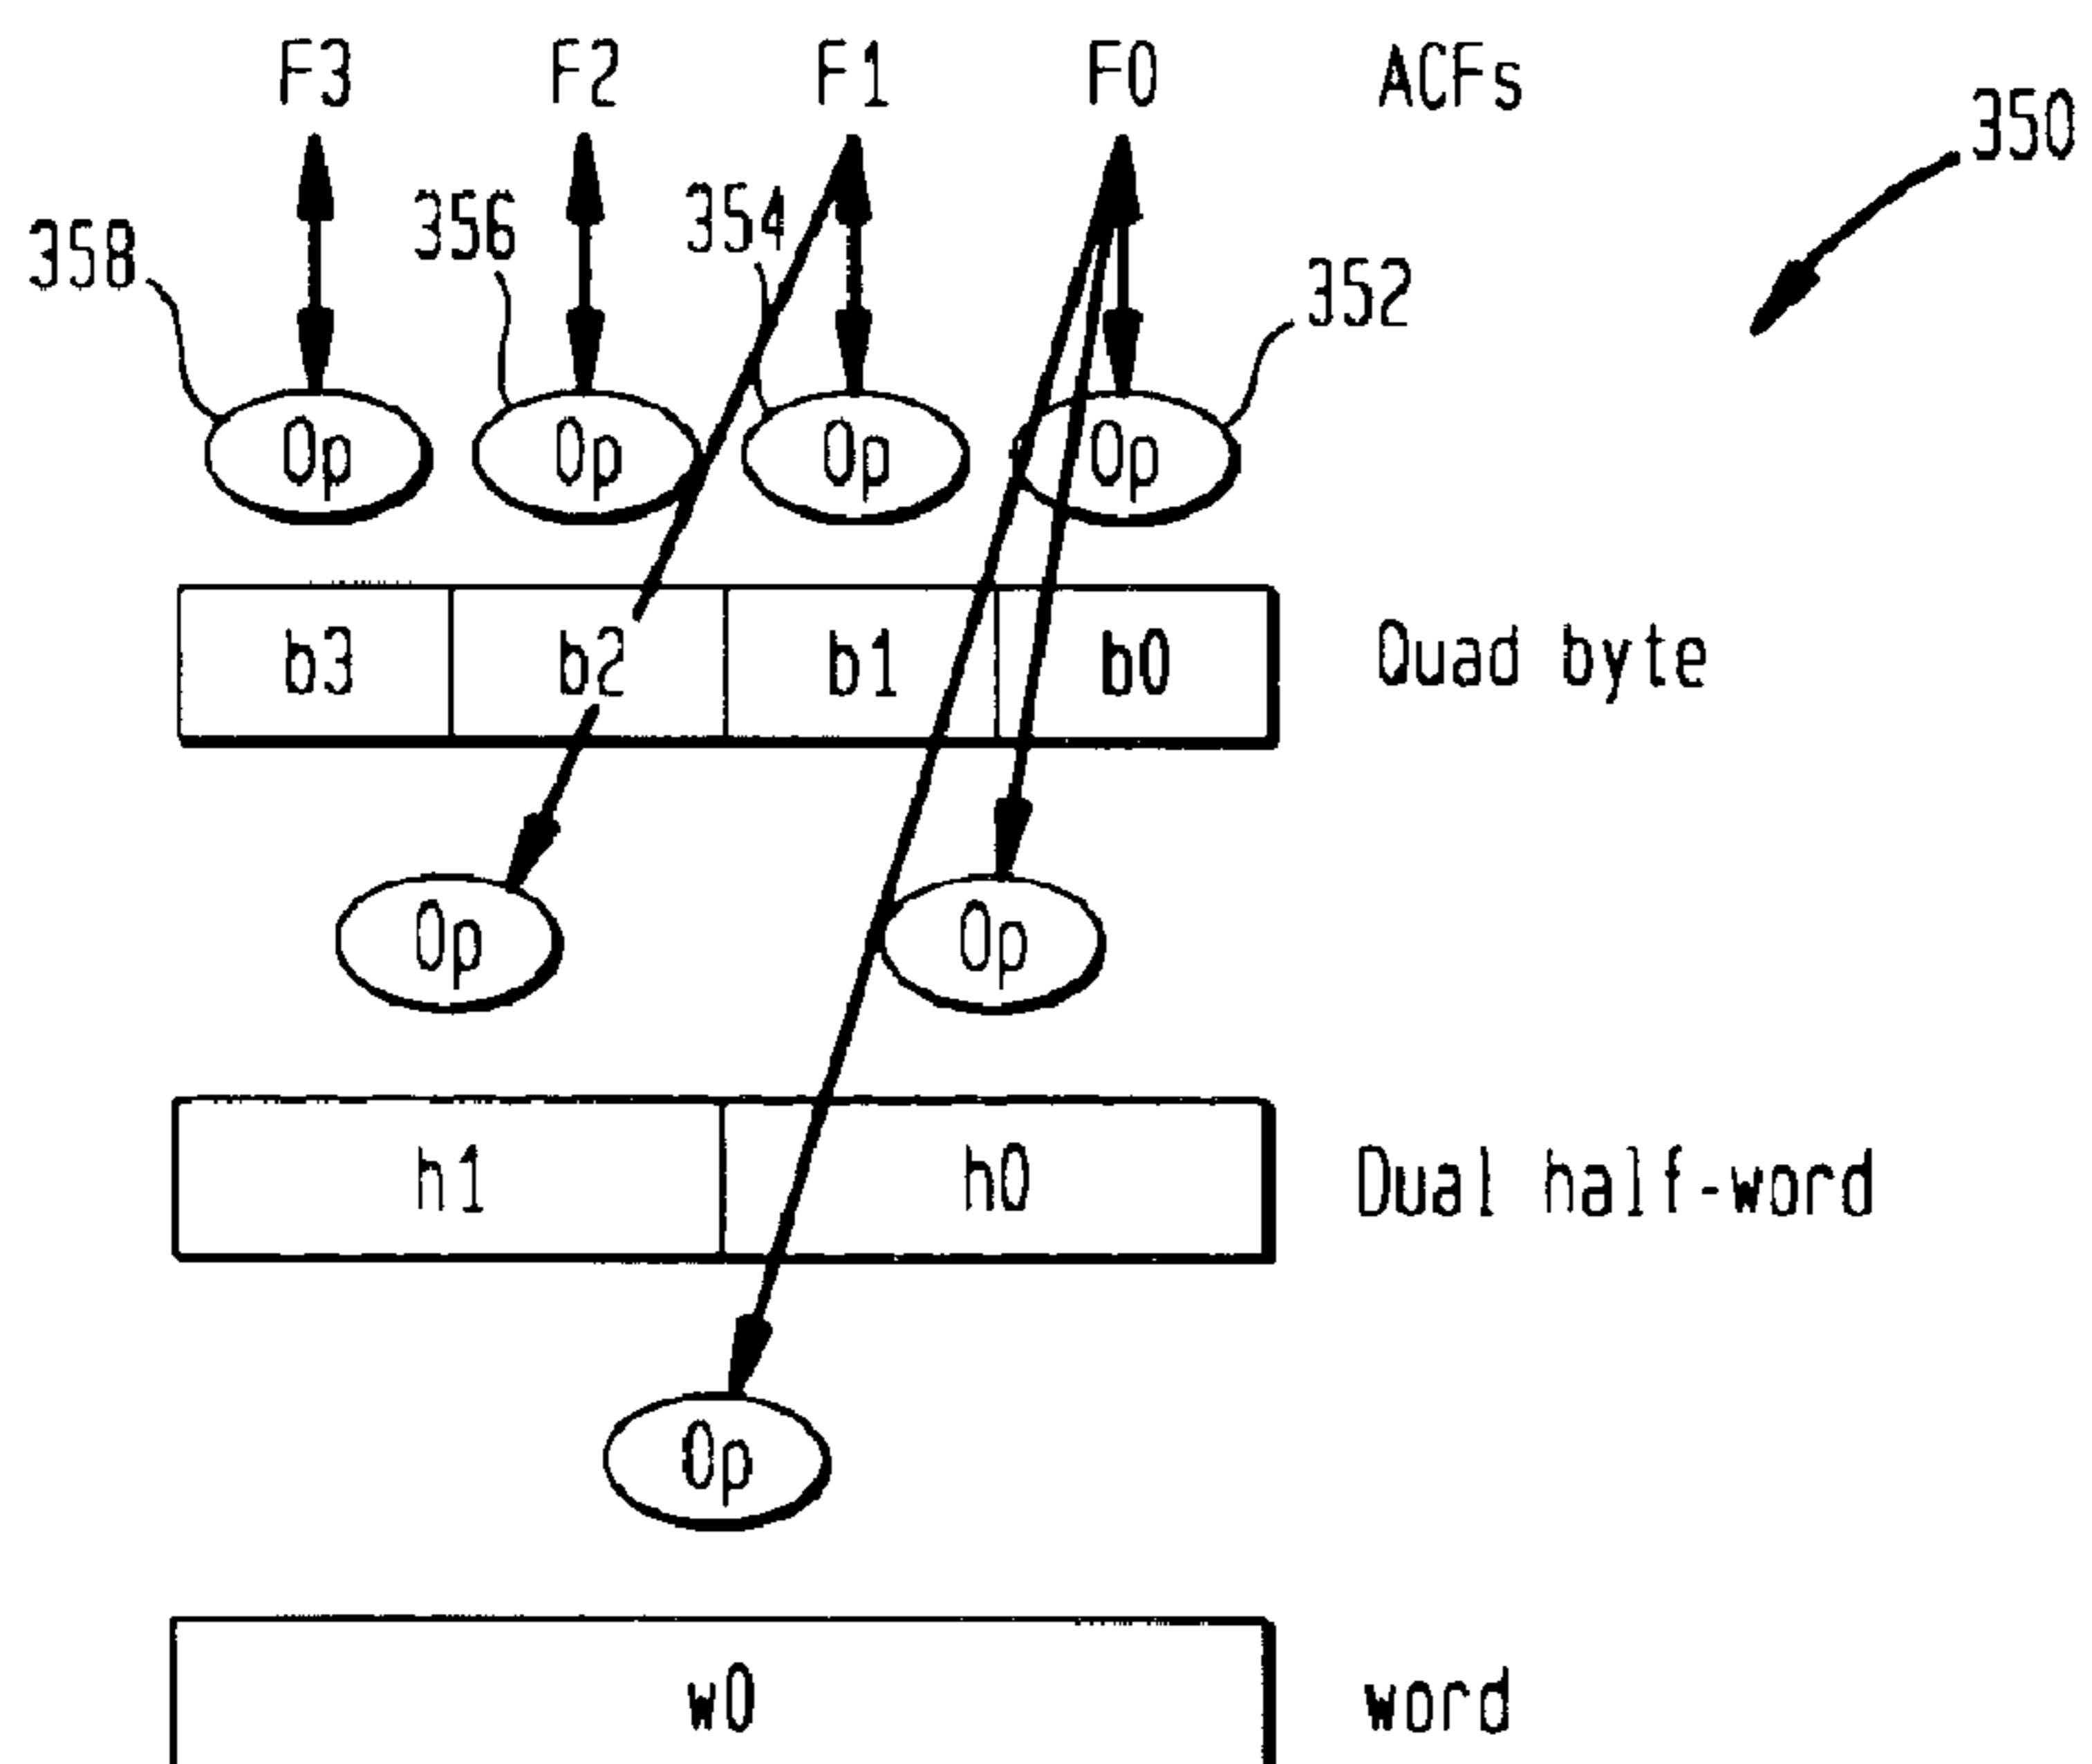 F3 F2 F1 F0 ACFs
350
358 356 354 352
Op Op Op Op
b3 b2 b1 b0 Quad byte
Op Op
h1 h0 Dual half-word
Op
w0 word